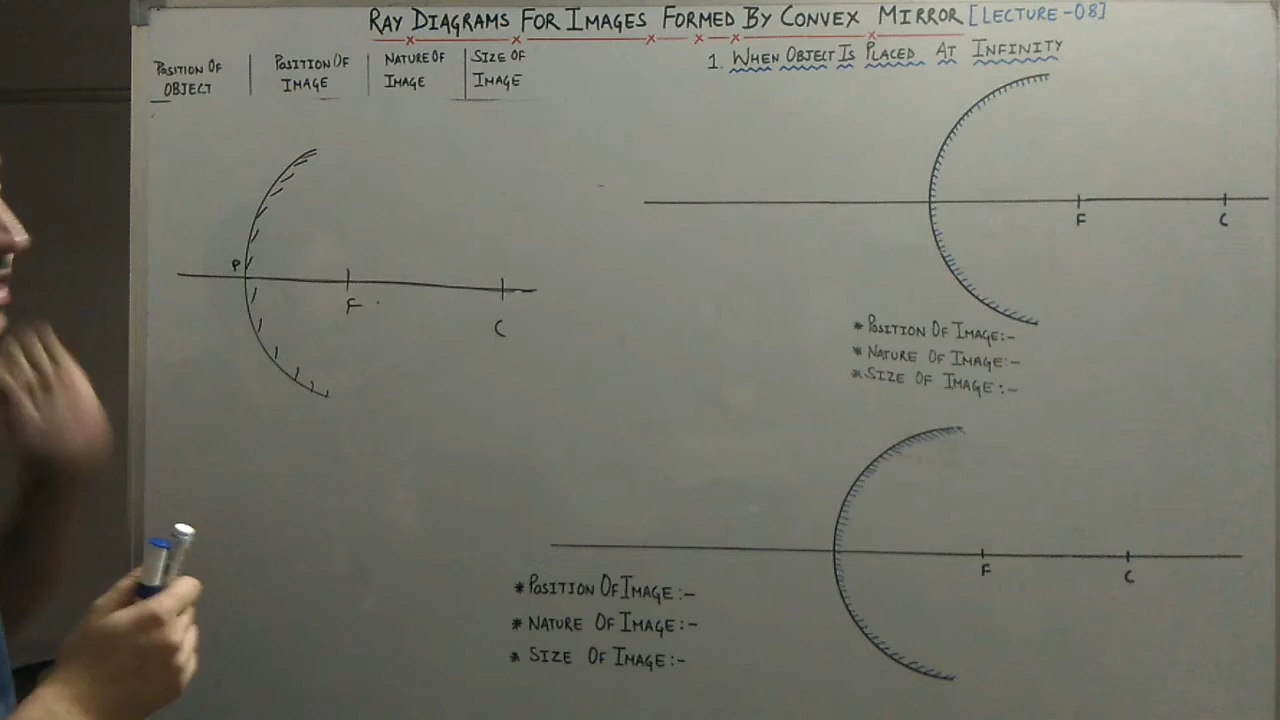 RAY DIAGRAMS FOR IMAGES FORMED BY CONVEX MIRROR [LECTURE-08]
POSITION OF OBJECT
POSITION OF IMAGE
NATURE OF IMAGE
SIZE OF IMAGE
1. WHEN OBJECT IS PLACED AT INFINITY
P
F
C
F
C
* POSITION OF IMAGE:-
* NATURE OF IMAGE:-
* SIZE OF IMAGE:-
F
C
* POSITION OF IMAGE:-
* NATURE OF IMAGE:-
* SIZE OF IMAGE:-